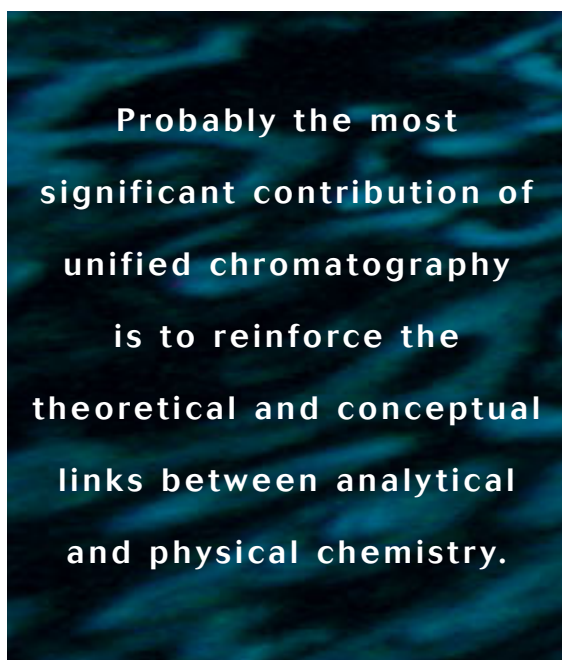 Probably the most
significant contribution of
unified chromatography
is to reinforce the
theoretical and conceptual
links between analytical
and physical chemistry.